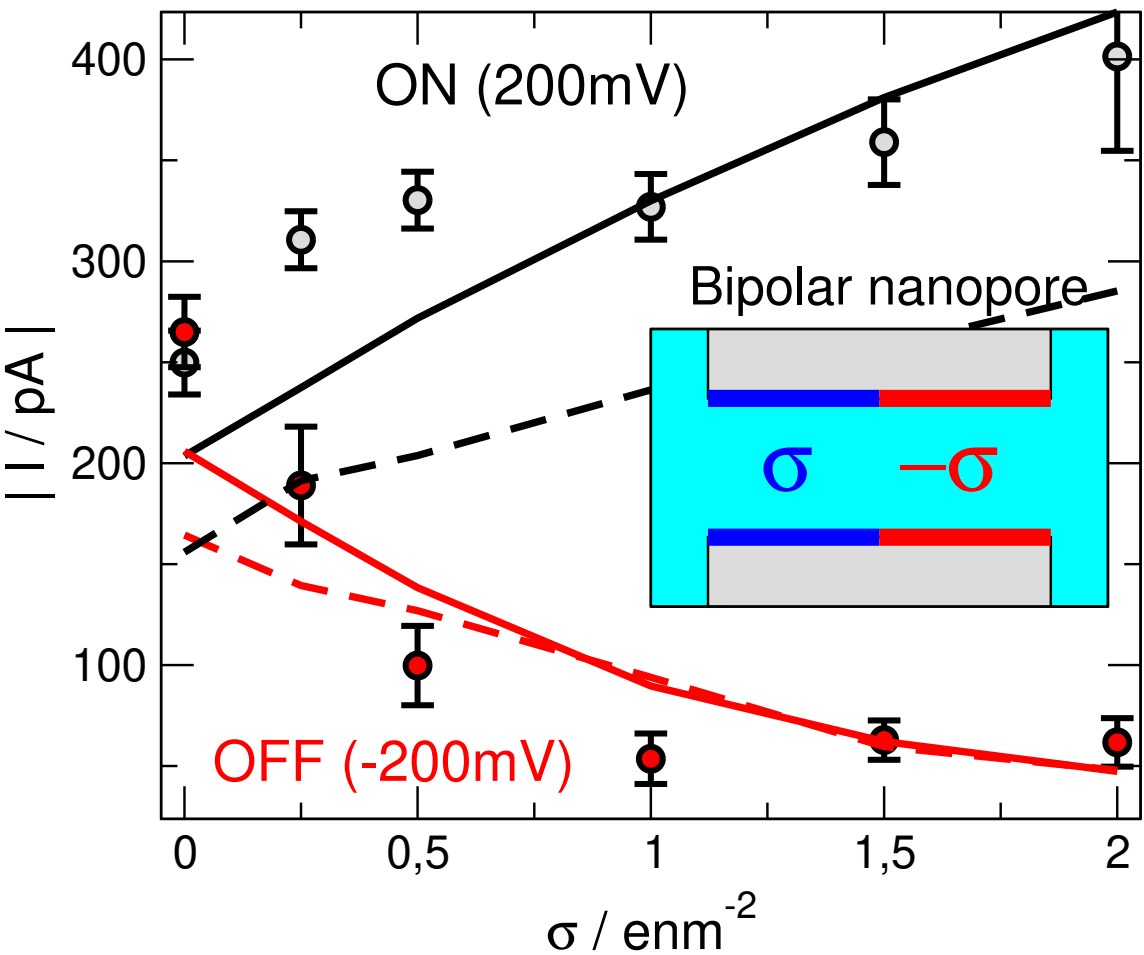 400
300
200
100
| I / pA |
ON (200mV)
Bipolar nanopore
σ −σ
OFF (-200mV)
0 0,5 1 1,5 2
σ / enm⁻²